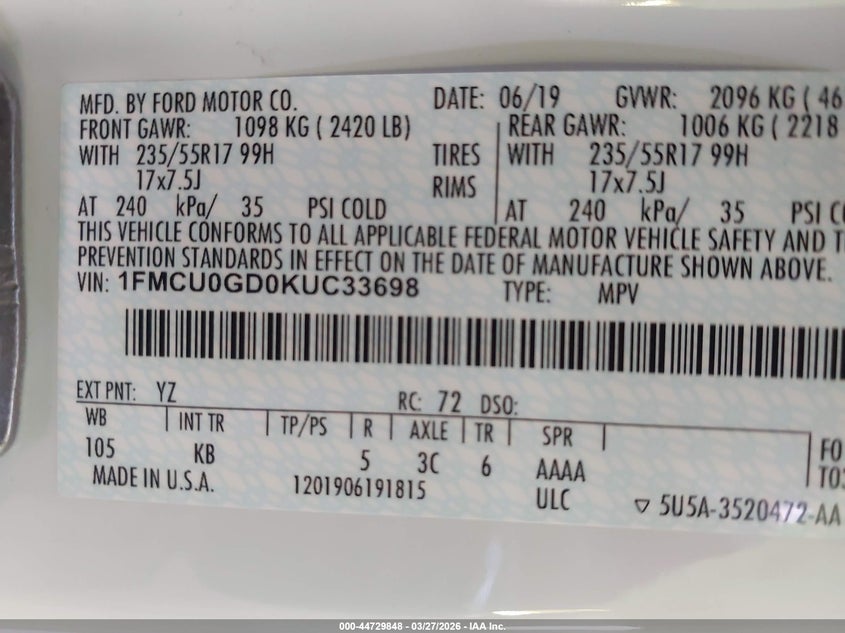 MFD. BY FORD MOTOR CO. DATE: 06/19 GVWR: 2096 KG ( 46
FRONT GAWR: 1098 KG ( 2420 LB) REAR GAWR: 1006 KG ( 2218
WITH 235/55R17 99H TIRES WITH 235/55R17 99H
17x7.5J RIMS 17x7.5J
AT 240 kPa/ 35 PSI COLD AT 240 kPa/ 35 PSI CO
THIS VEHICLE CONFORMS TO ALL APPLICABLE FEDERAL MOTOR VEHICLE SAFETY AND T
PREVENTION STANDARDS IN EFFECT ON THE DATE OF MANUFACTURE SHOWN ABOVE.
VIN: 1FMCU0GD0KUC33698 TYPE: MPV
EXT PNT: YZ RC: 72 DSO:
WB INT TR TP/PS R AXLE TR SPR
105 KB 5 3C 6 AAAA
FO
TO
MADE IN U.S.A. 1201906191815 ULC ▽ 5U5A-3520472-AA
000-44729848 - 03/27/2026 - IAA Inc.